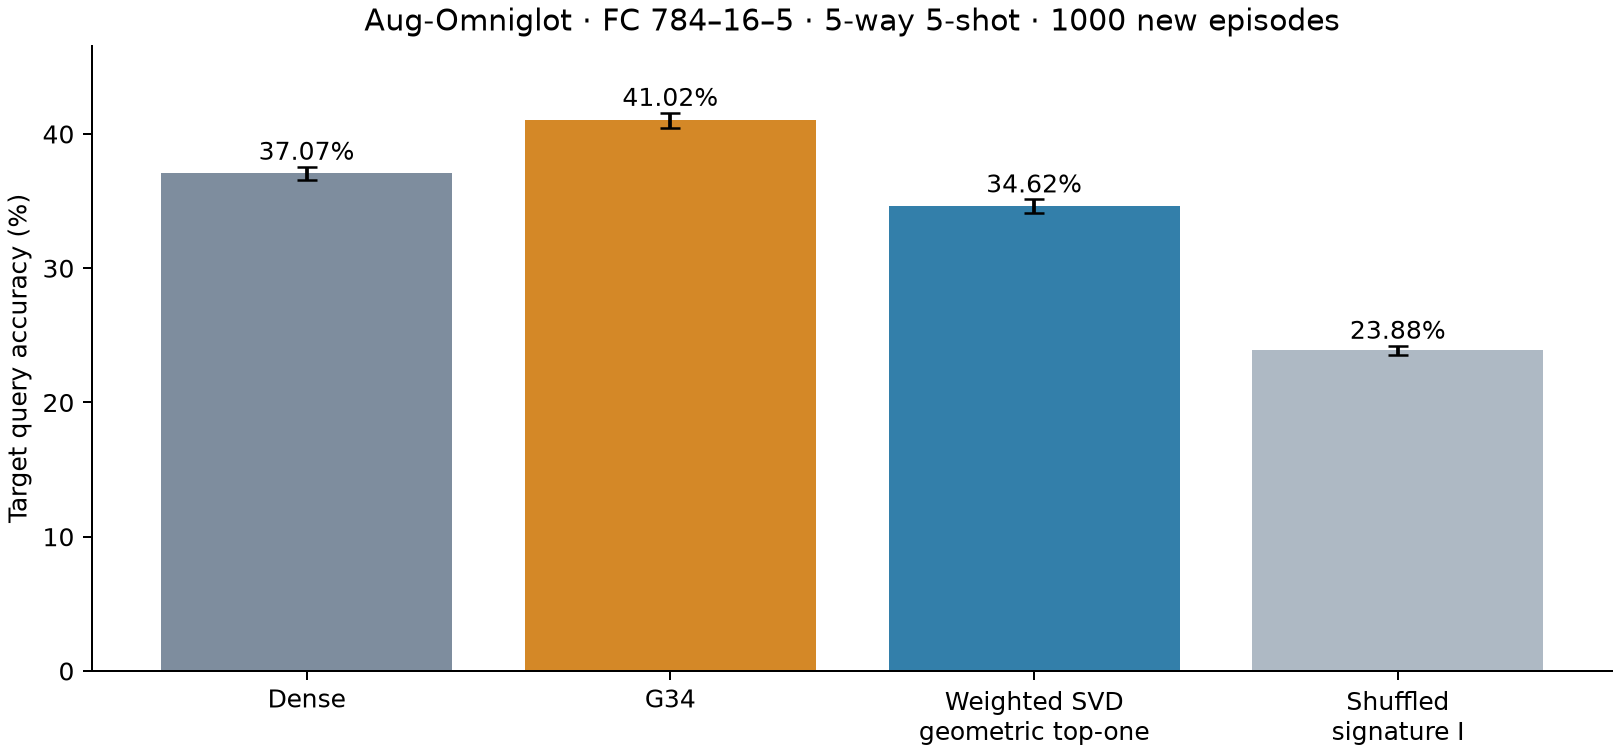 Aug-Omniglot · FC 784–16–5 · 5-way 5-shot · 1000 new episodes
Target query accuracy (%)
40
30
20
10
0
37.07%
41.02%
34.62%
23.88%
Dense
G34
Weighted SVD
geometric top-one
Shuffled
signature I